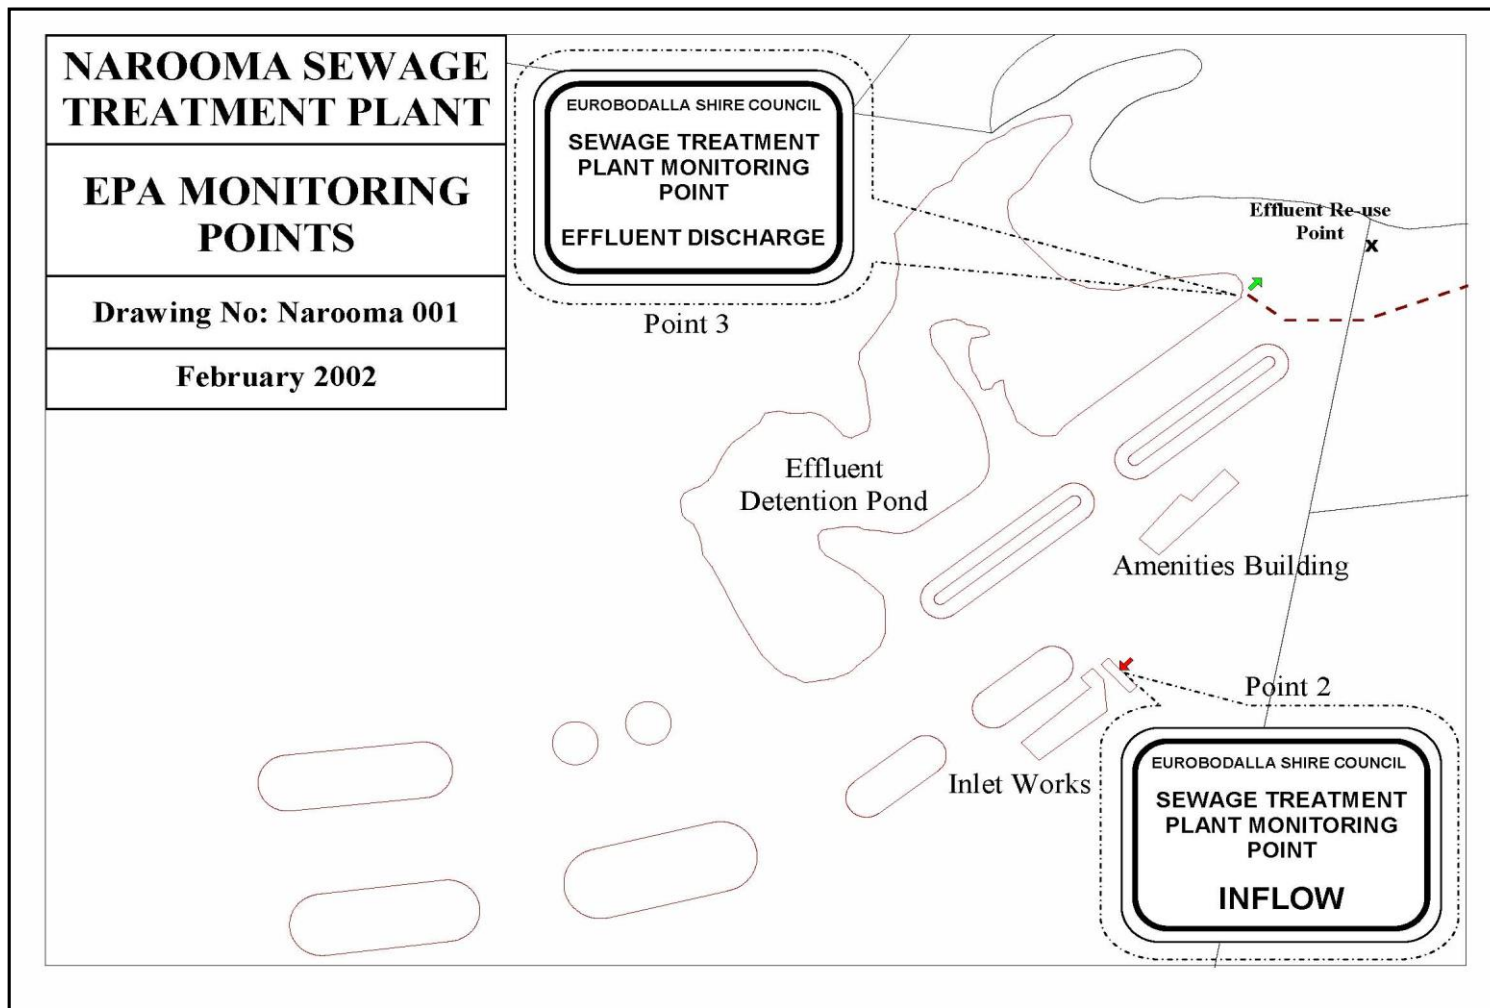 NAROOMA SEWAGE
TREATMENT PLANT
EPA MONITORING
POINTS
Drawing No: Narooma 001
February 2002
EUROBODALLA SHIRE COUNCIL
SEWAGE TREATMENT
PLANT MONITORING
POINT
EFFLUENT DISCHARGE
Point 3
Effluent Re-use
Point
x
Effluent
Detention Pond
Amenities Building
Point 2
Inlet Works
EUROBODALLA SHIRE COUNCIL
SEWAGE TREATMENT
PLANT MONITORING
POINT
INFLOW